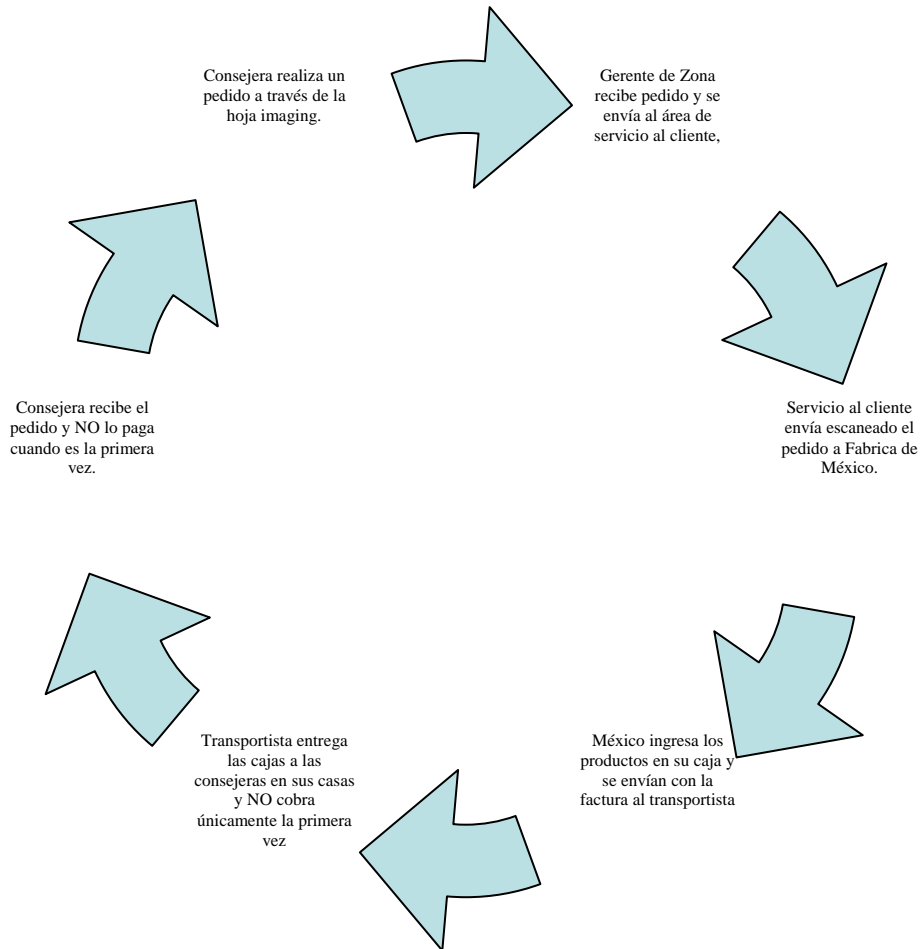 Consejera realiza un
pedido a través de la
hoja imaging.
Gerente de Zona
recibe pedido y se
envía al área de
servicio al cliente,
Servicio al cliente
envía escaneado el
pedido a Fabrica de
México.
México ingresa los
productos en su caja y
se envían con la
factura al transportista
Transportista entrega
las cajas a las
consejeras en sus casas
y NO cobra
únicamente la primera
vez
Consejera recibe el
pedido y NO lo paga
cuando es la primera
vez.